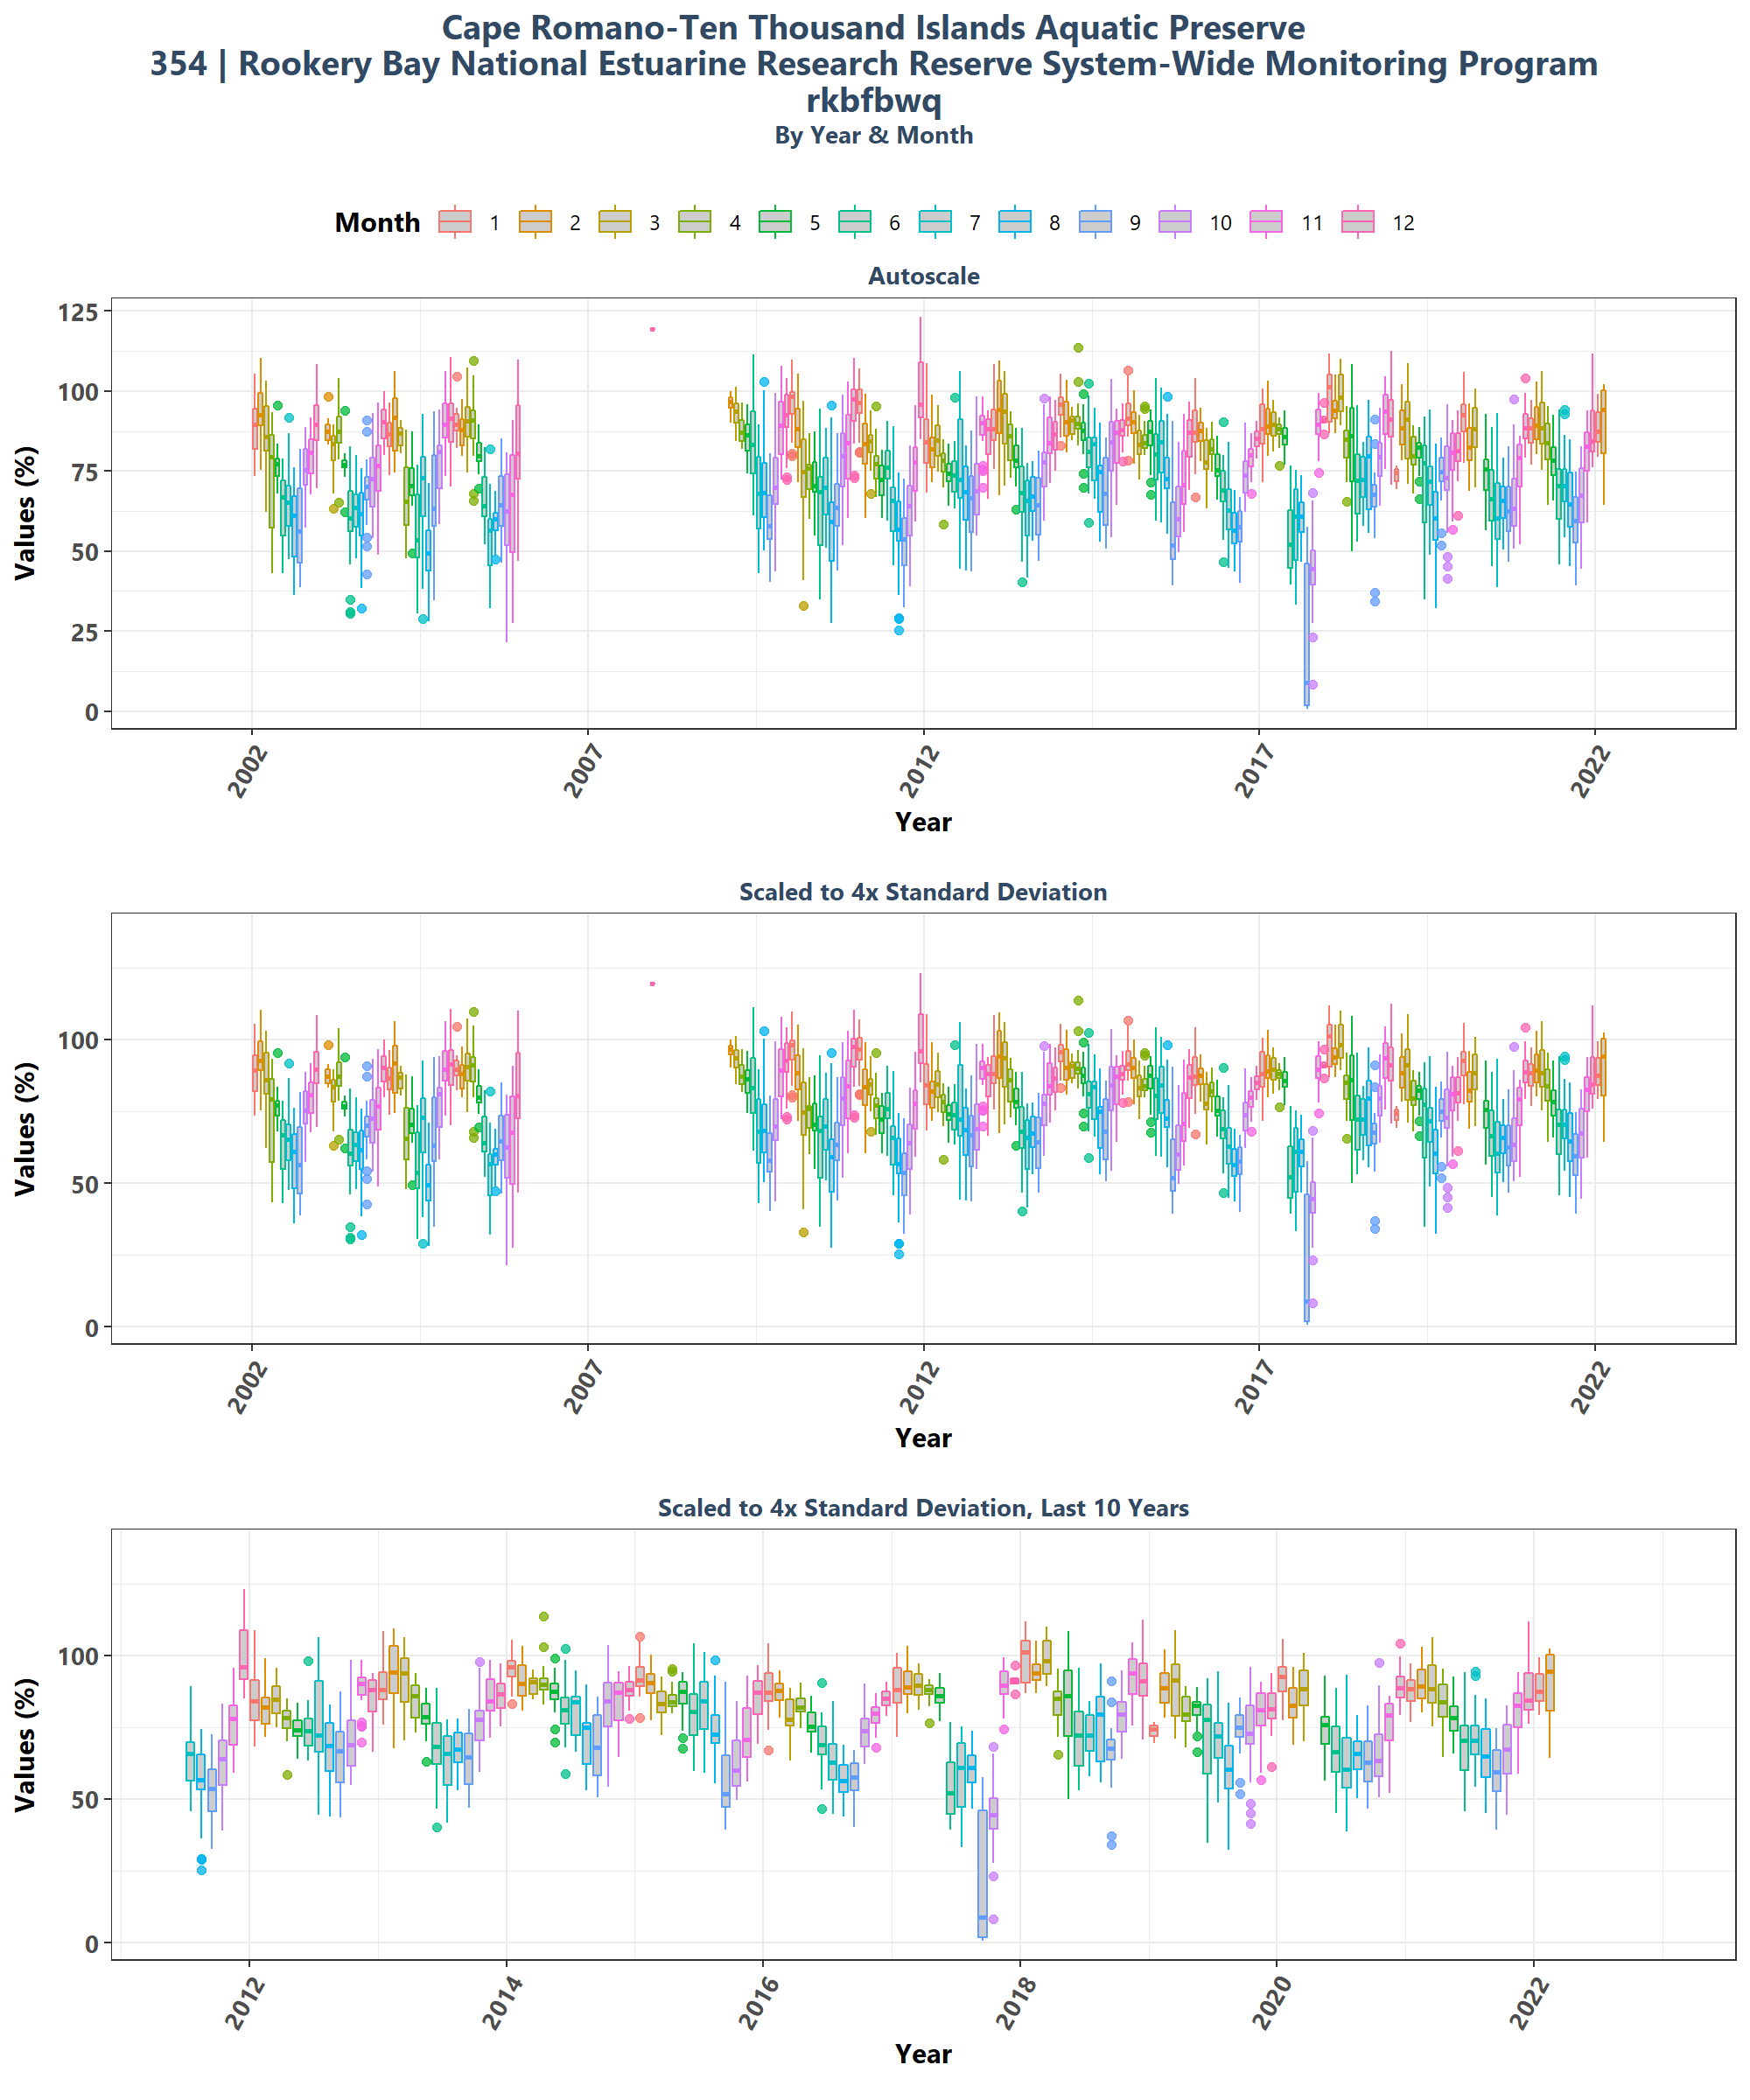 Cape Romano-Ten Thousand Islands Aquatic Preserve
354 | Rookery Bay National Estuarine Research Reserve System-Wide Monitoring Program
rkbfbwq
By Year & Month
Month 1 2 3 4 5 6 7 8 9 10 11 12
Autoscale
Values (%)
125
100
75
50
25
0
2002 2007 2012 2017 2022
Year
Scaled to 4x Standard Deviation
Values (%)
100
50
0
2002 2007 2012 2017 2022
Year
Scaled to 4x Standard Deviation, Last 10 Years
Values (%)
100
50
0
2012 2014 2016 2018 2020 2022
Year